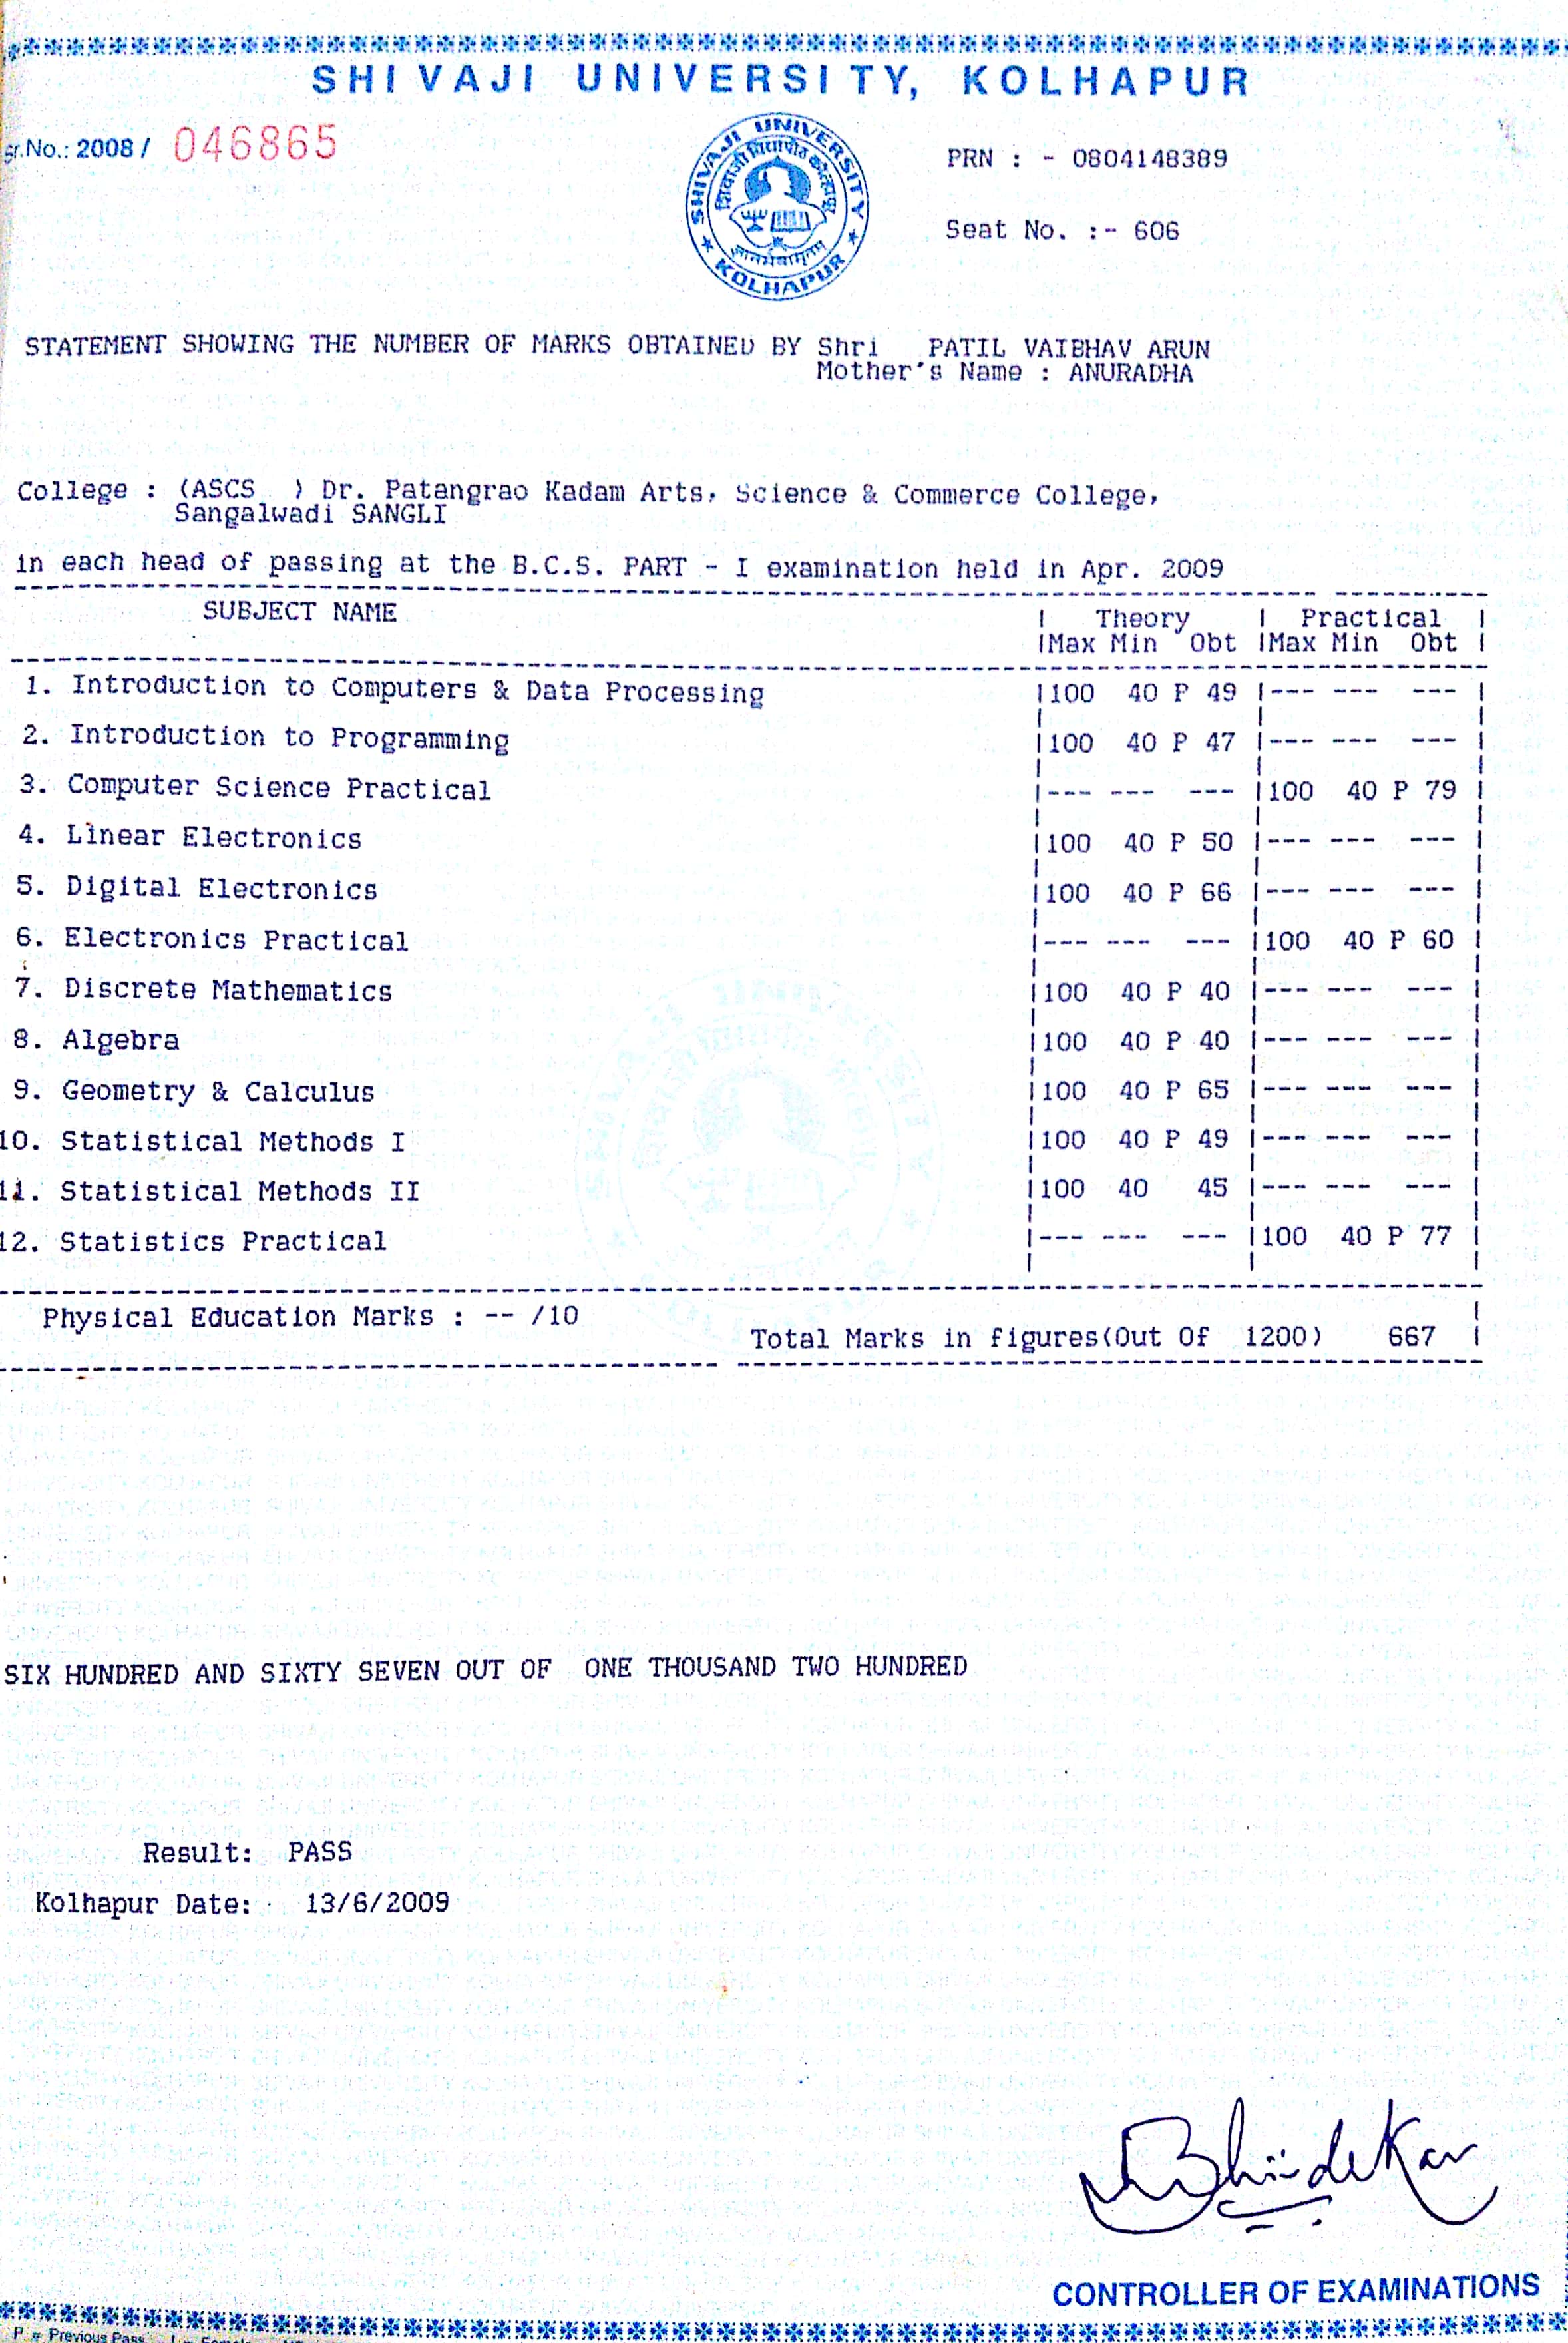 SHIVAJI UNIVERSITY, KOLHAPUR
Sr.No.: 2008 / 046865
SHIVAJI UNIVERSITY
शिवाजी विद्यापीठ कोल्हापूर
ज्ञानमेवामृतम्
★ KOLHAPUR ★
PRN : - 0804148389
Seat No. :- 606
STATEMENT SHOWING THE NUMBER OF MARKS OBTAINED BY Shri PATIL VAIBHAV ARUN
Mother's Name : ANURADHA
College : (ASCS ) Dr. Patangrao Kadam Arts, Science & Commerce College,
Sangalwadi SANGLI
in each head of passing at the B.C.S. PART - I examination held in Apr. 2009
SUBJECT NAME | Theory | Practical |
|Max Min Obt |Max Min Obt |
1. Introduction to Computers & Data Processing |100 40 P 49 |--- --- --- |
2. Introduction to Programming |100 40 P 47 |--- --- --- |
3. Computer Science Practical |--- --- --- |100 40 P 79 |
4. Linear Electronics |100 40 P 50 |--- --- --- |
5. Digital Electronics |100 40 P 66 |--- --- --- |
6. Electronics Practical |--- --- --- |100 40 P 60 |
7. Discrete Mathematics |100 40 P 40 |--- --- --- |
8. Algebra |100 40 P 40 |--- --- --- |
9. Geometry & Calculus |100 40 P 65 |--- --- --- |
10. Statistical Methods I |100 40 P 49 |--- --- --- |
11. Statistical Methods II |100 40 45 |--- --- --- |
12. Statistics Practical |--- --- --- |100 40 P 77 |
Physical Education Marks : -- /10
Total Marks in figures(Out Of 1200) 667 |
SIX HUNDRED AND SIXTY SEVEN OUT OF ONE THOUSAND TWO HUNDRED
Result: PASS
Kolhapur Date: 13/6/2009
CONTROLLER OF EXAMINATIONS
P = Previous Pass